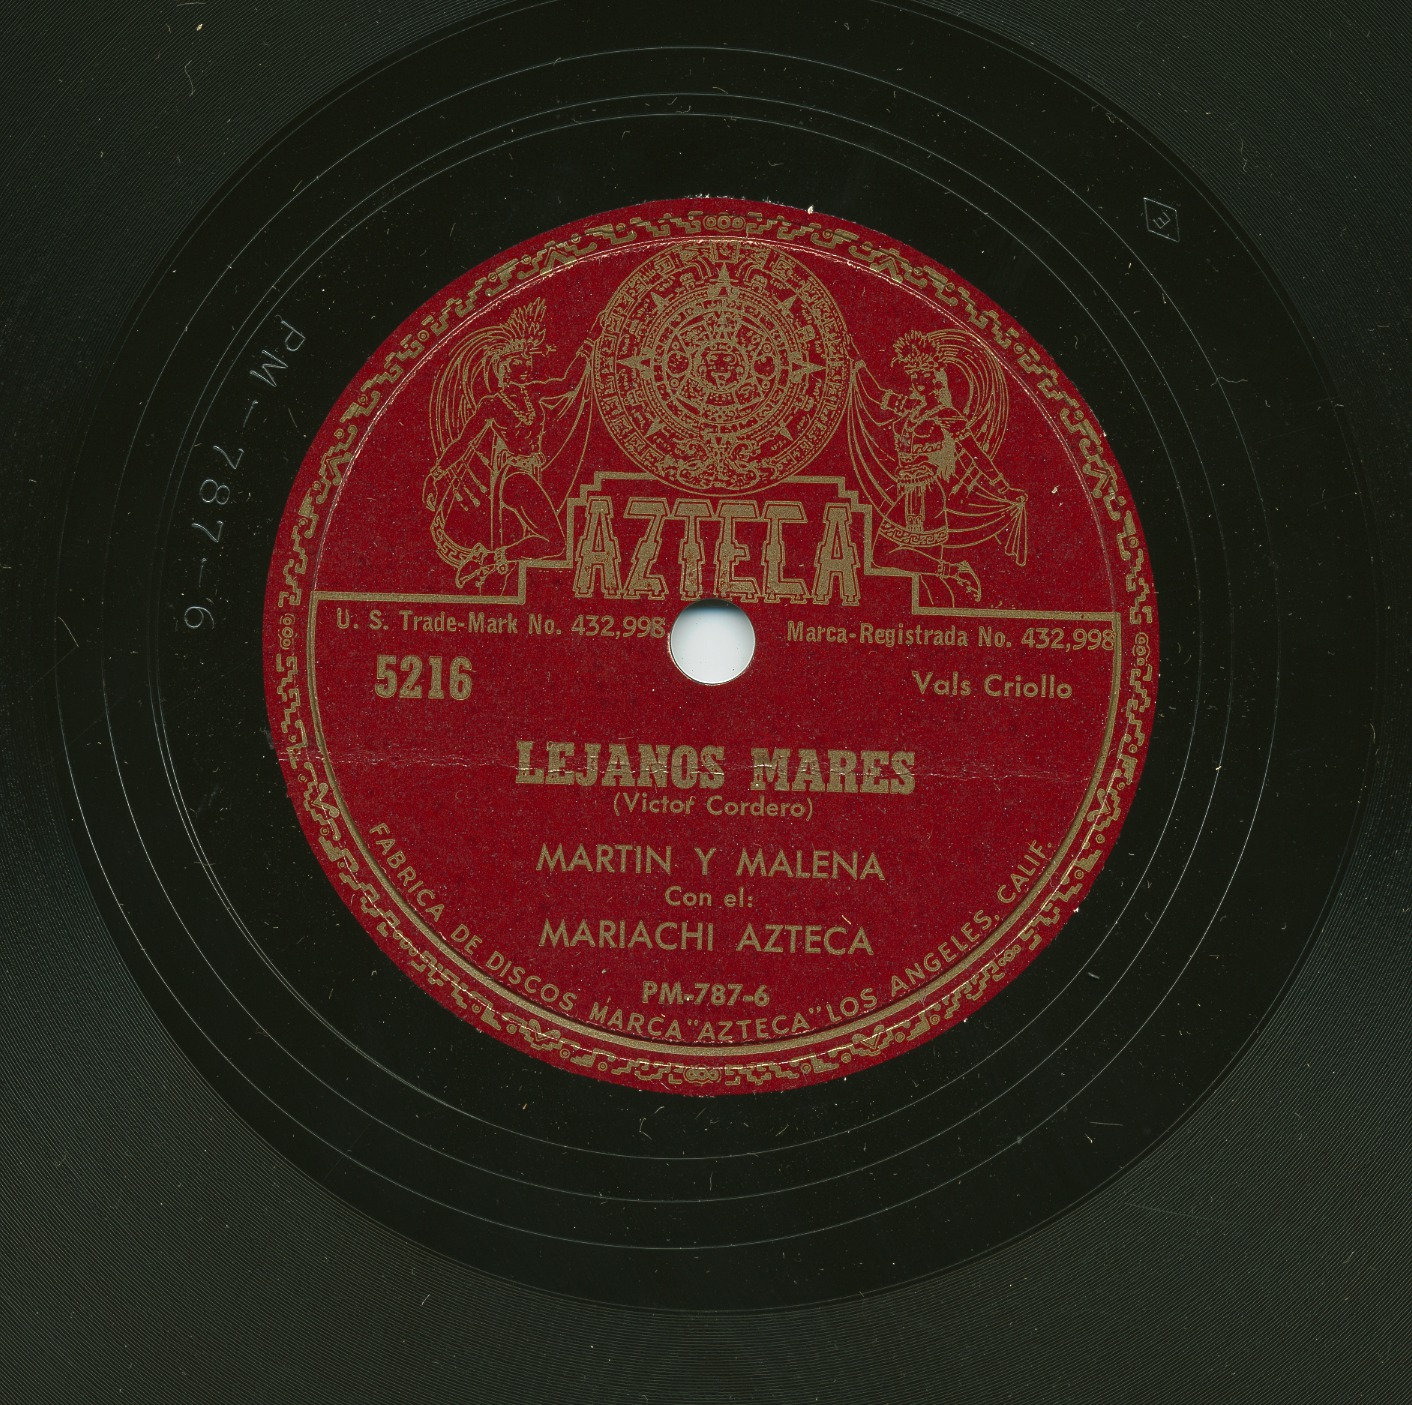 AZTECA
U. S. Trade-Mark No. 432,998
Marca-Registrada No. 432,998
5216
Vals Criollo
LEJANOS MARES
(Victof Cordero)
MARTIN Y MALENA
Con el:
MARIACHI AZTECA
PM-787-6
FABRICA DE DISCOS MARCA "AZTECA" LOS ANGELES, CALIF.
PM-787-6
E